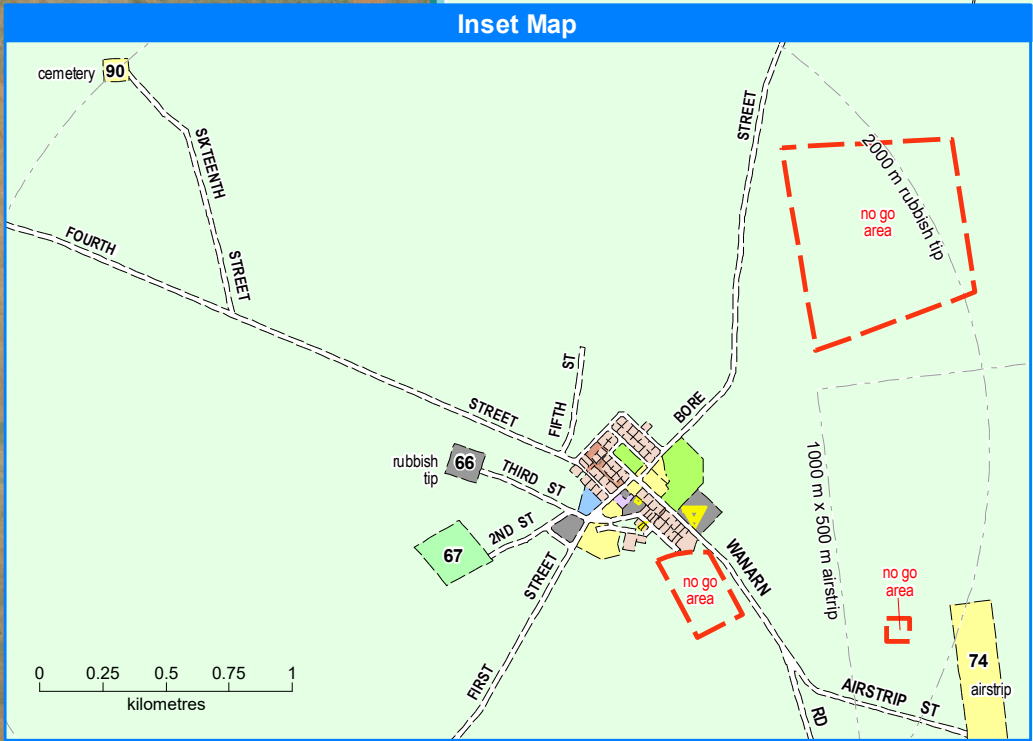 Inset Map
cemetery
90
SIXTEENTH
STREET
FOURTH
STREET
STREET
2000 m rubbish tip
no go
area
FIFTH
ST
BORE
rubbish
tip
66
THIRD ST
2ND ST
67
STREET
FIRST
WANARN
RD
no go
area
1000 m x 500 m airstrip
no go
area
74
airstrip
AIRSTRIP ST
0 0.25 0.5 0.75 1
kilometres